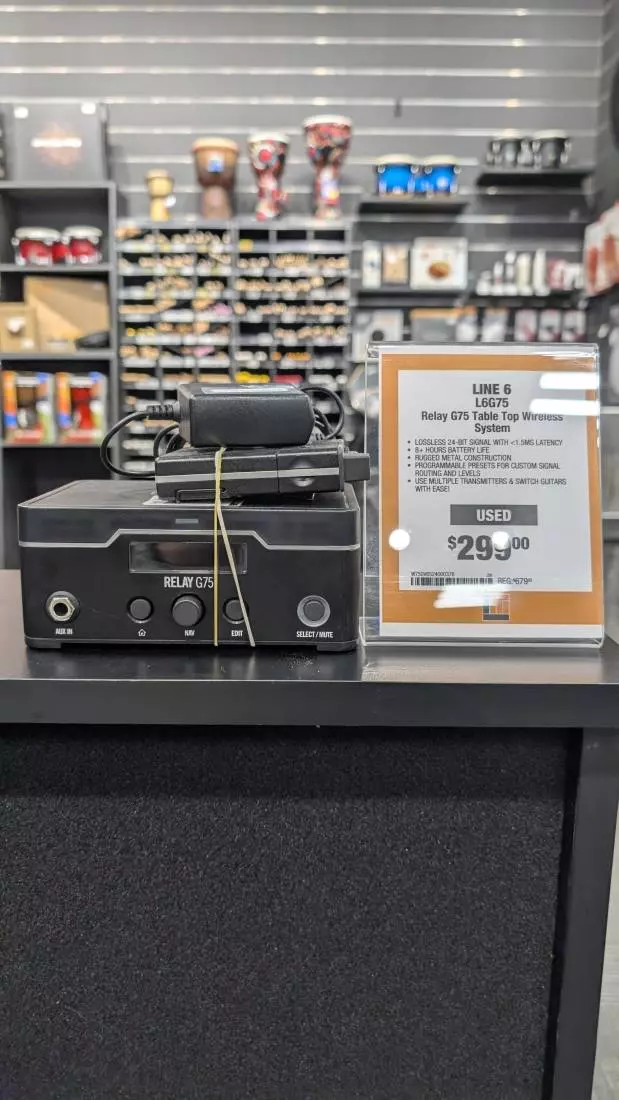 LINE 6
L6G75
Relay G75 Table Top Wireless
System
• LOSSLESS 24-BIT SIGNAL WITH <1.5MS LATENCY
• 8+ HOURS BATTERY LIFE
• RUGGED METAL CONSTRUCTION
• PROGRAMMABLE PRESETS FOR CUSTOM SIGNAL
ROUTING AND LEVELS
• USE MULTIPLE TRANSMITTERS & SWITCH GUITARS
WITH EASE!
USED
$299.00
REG: $679
RELAY G75
AUX IN
NAV
EDIT
SELECT / MUTE